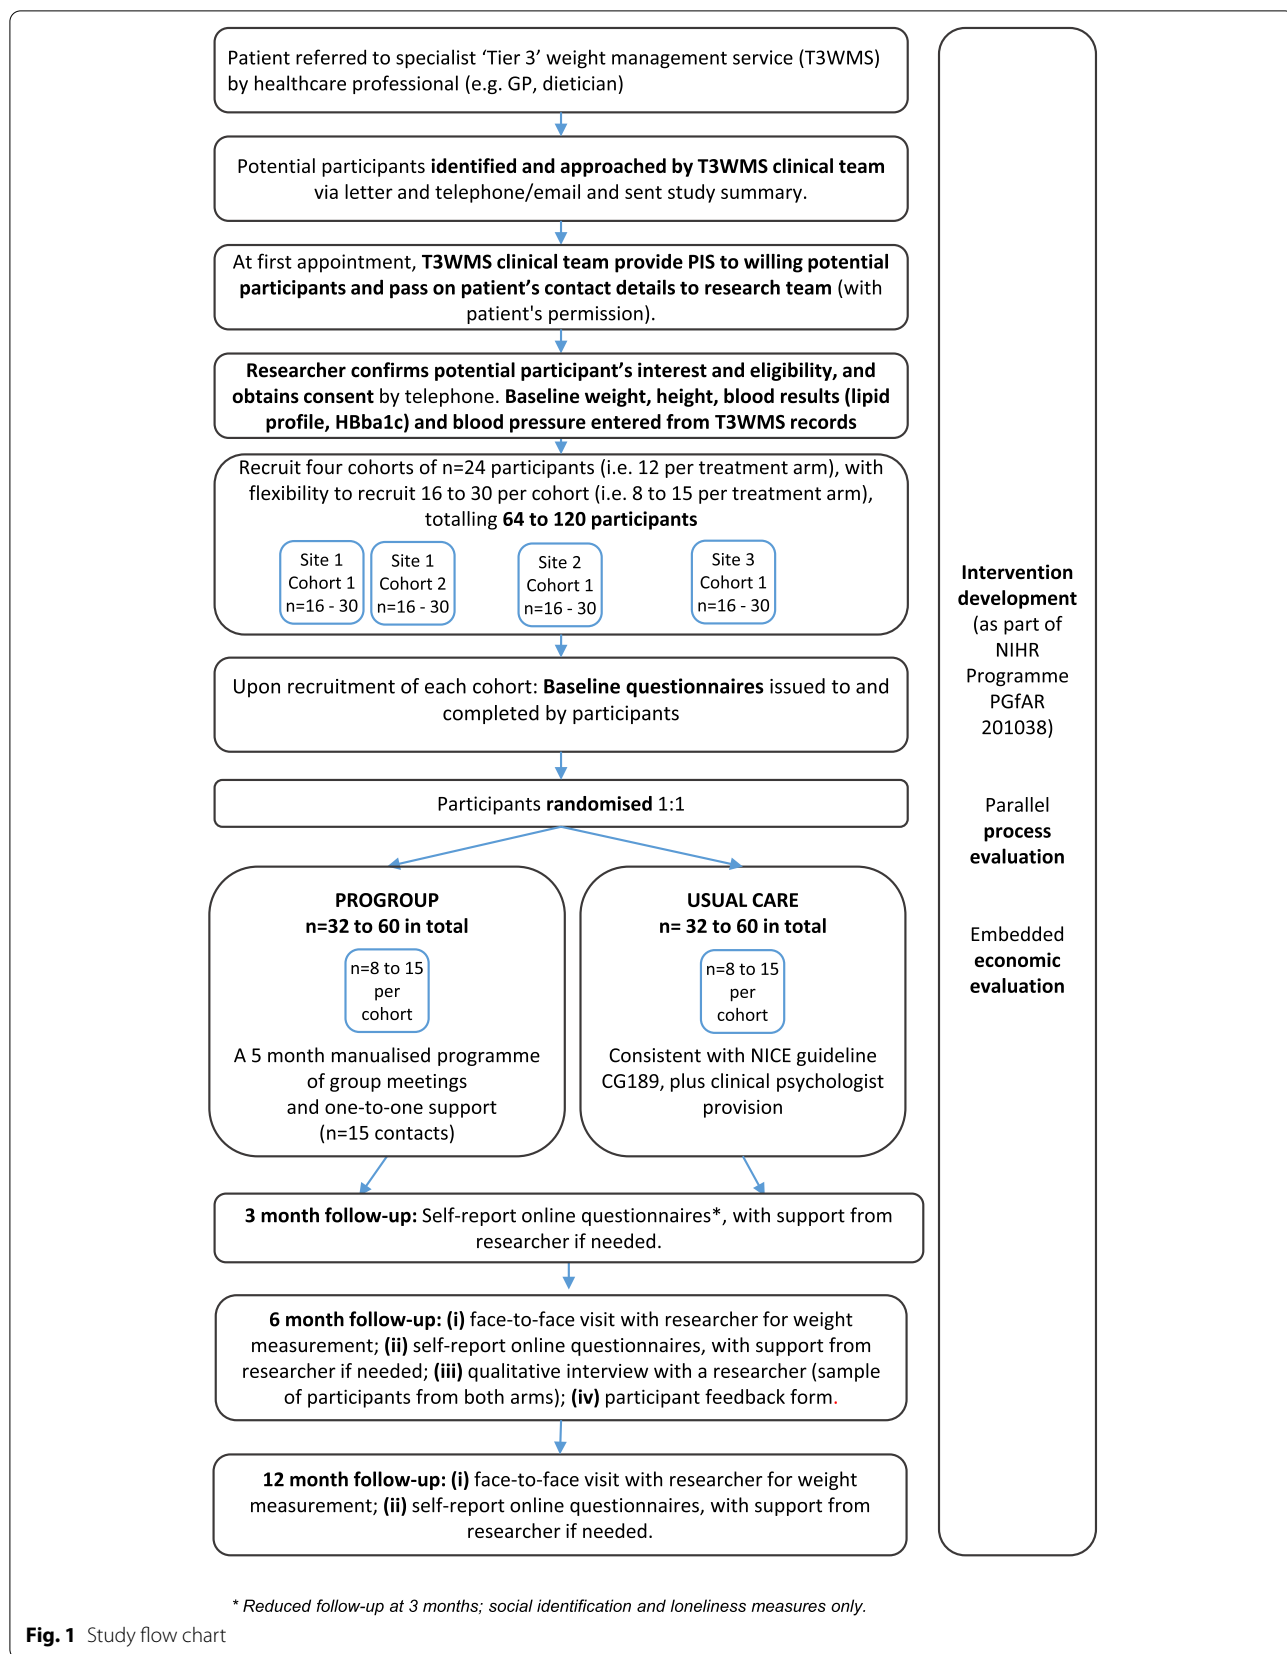 Patient referred to specialist ‘Tier 3’ weight management service (T3WMS)
by healthcare professional (e.g. GP, dietician)
Potential participants identified and approached by T3WMS clinical team
via letter and telephone/email and sent study summary.
At first appointment, T3WMS clinical team provide PIS to willing potential
participants and pass on patient’s contact details to research team (with
patient's permission).
Researcher confirms potential participant’s interest and eligibility, and
obtains consent by telephone. Baseline weight, height, blood results (lipid
profile, HBba1c) and blood pressure entered from T3WMS records
Recruit four cohorts of n=24 participants (i.e. 12 per treatment arm), with
flexibility to recruit 16 to 30 per cohort (i.e. 8 to 15 per treatment arm),
totalling 64 to 120 participants
Site 1
Cohort 1
n=16 - 30
Site 1
Cohort 2
n=16 - 30
Site 2
Cohort 1
n=16 - 30
Site 3
Cohort 1
n=16 - 30
Upon recruitment of each cohort: Baseline questionnaires issued to and
completed by participants
Participants randomised 1:1
PROGROUP
n=32 to 60 in total
n=8 to 15
per
cohort
A 5 month manualised programme
of group meetings
and one-to-one support
(n=15 contacts)
USUAL CARE
n= 32 to 60 in total
n=8 to 15
per
cohort
Consistent with NICE guideline
CG189, plus clinical psychologist
provision
3 month follow-up: Self-report online questionnaires*, with support from
researcher if needed.
6 month follow-up: (i) face-to-face visit with researcher for weight
measurement; (ii) self-report online questionnaires, with support from
researcher if needed; (iii) qualitative interview with a researcher (sample
of participants from both arms); (iv) participant feedback form.
12 month follow-up: (i) face-to-face visit with researcher for weight
measurement; (ii) self-report online questionnaires, with support from
researcher if needed.
Intervention
development
(as part of
NIHR
Programme
PGfAR
201038)
Parallel
process
evaluation
Embedded
economic
evaluation
* Reduced follow-up at 3 months; social identification and loneliness measures only.
Fig. 1 Study flow chart